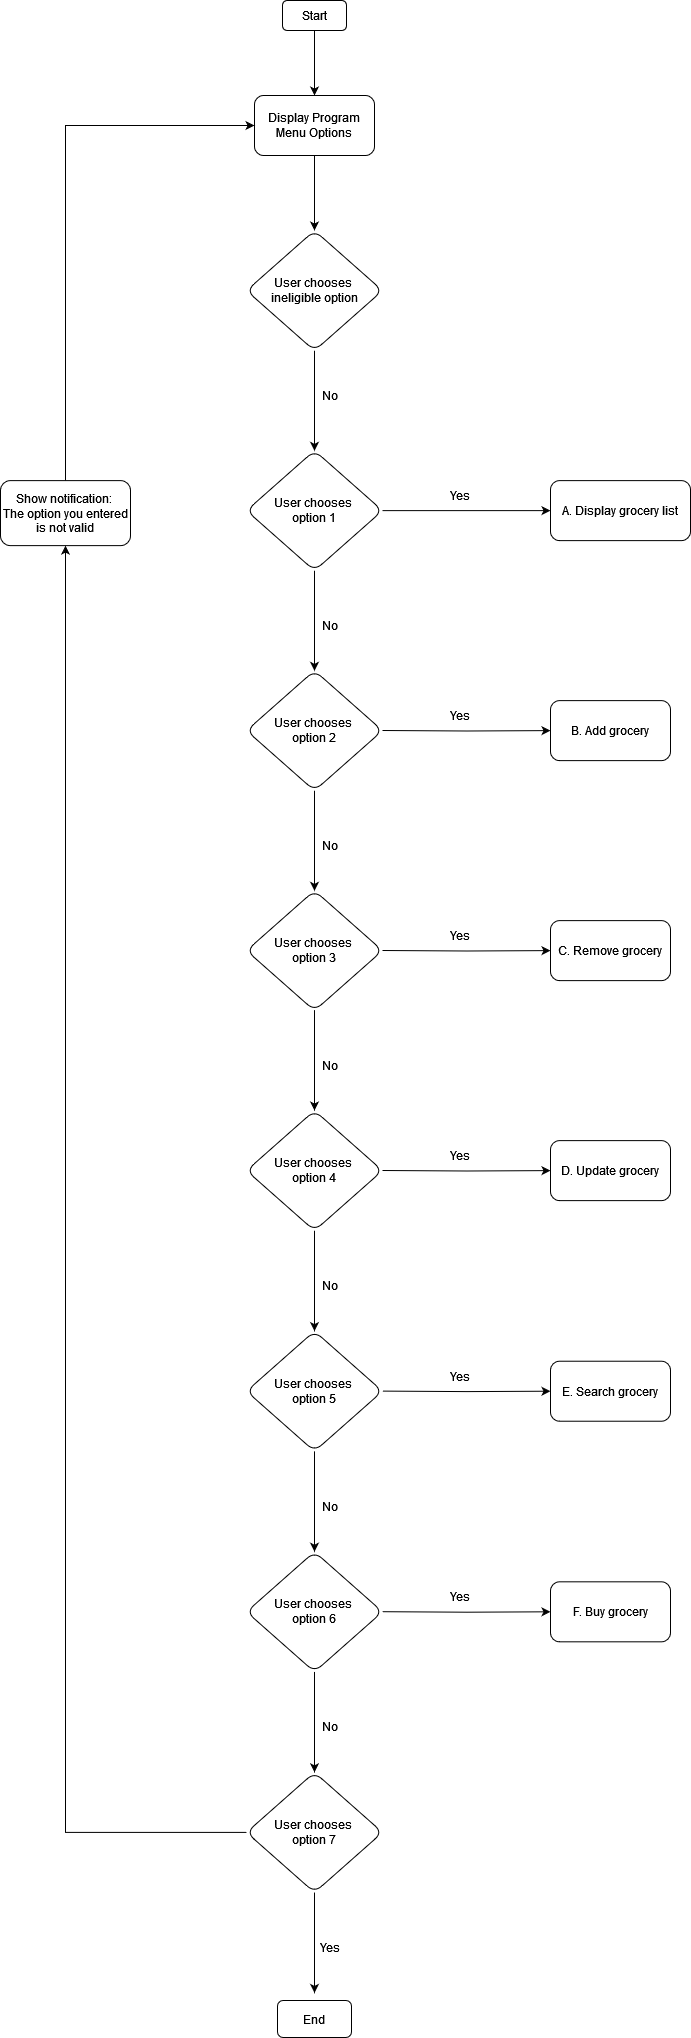 Start
Display Program
Menu Options
User chooses
ineligible option
No
User chooses
option 1
Yes
A. Display grocery list
Show notification:
The option you entered
is not valid
No
User chooses
option 2
Yes
B. Add grocery
No
User chooses
option 3
Yes
C. Remove grocery
No
User chooses
option 4
Yes
D. Update grocery
No
User chooses
option 5
Yes
E. Search grocery
No
User chooses
option 6
Yes
F. Buy grocery
No
User chooses
option 7
Yes
End